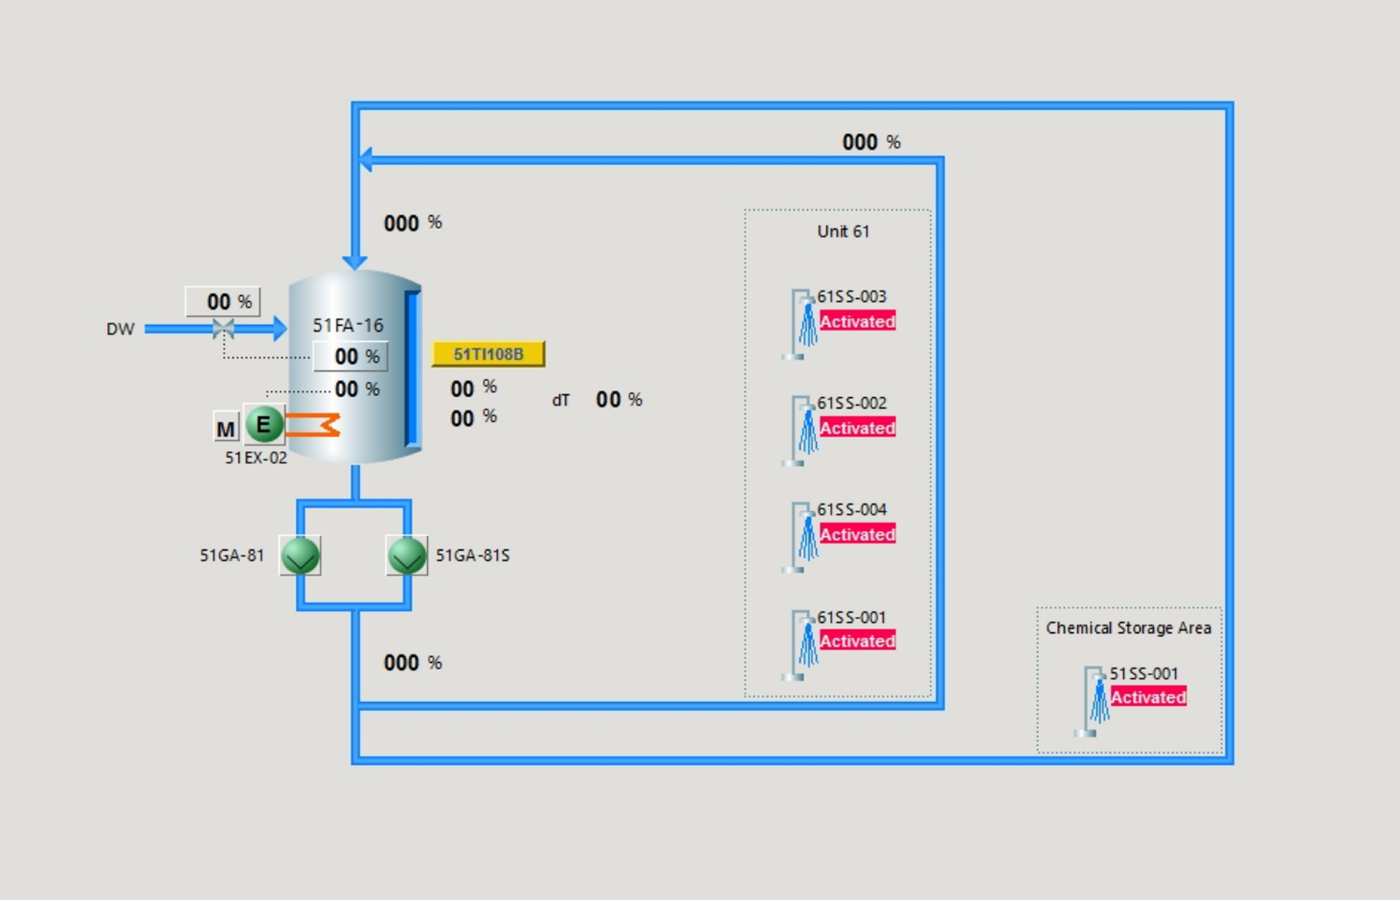 000 %
000 %
Unit 61
61SS-003
Activated
00 %
DW
51FA-16
00 %
51TI108B
00 %
00 %
00 %
dT 00 %
61SS-002
Activated
M
E
51EX-02
61SS-004
Activated
51GA-81
51GA-81S
61SS-001
Activated
000 %
Chemical Storage Area
51SS-001
Activated